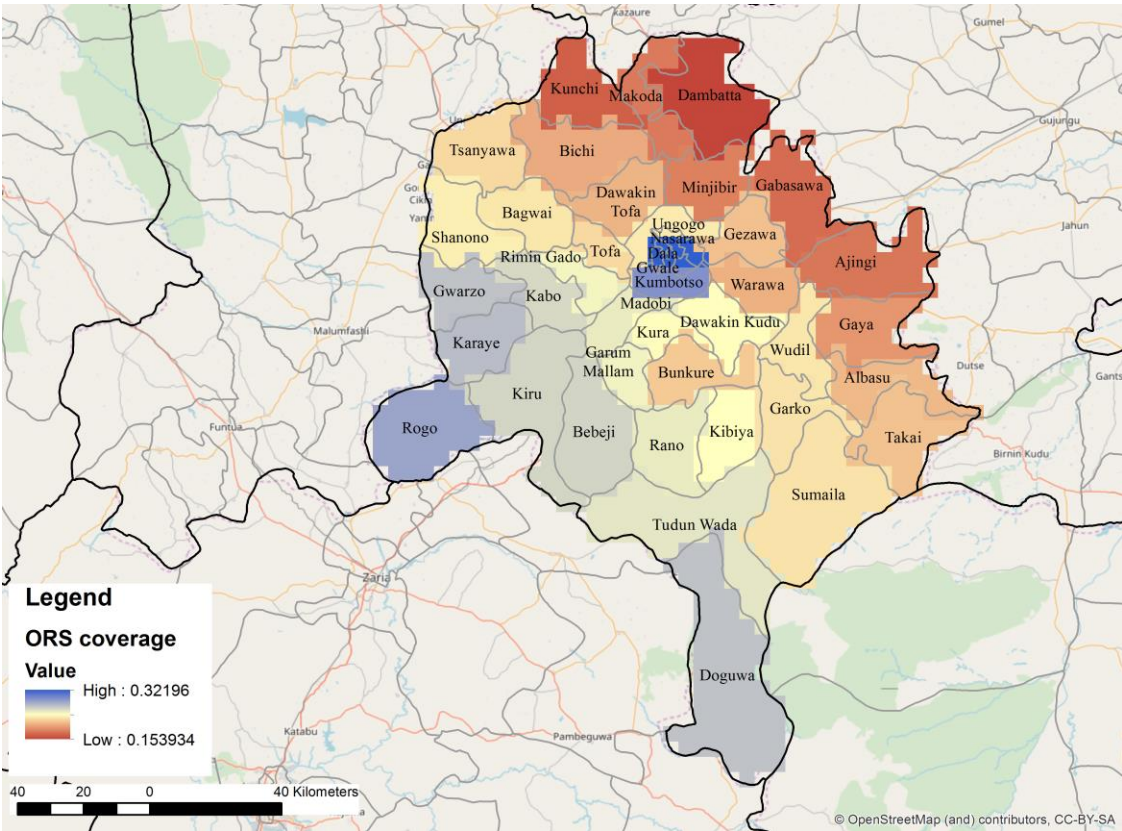 kazaure
Gumel
Kunchi
Makoda
Dambatta
Gujungu
Tsanyawa
Bichi
Minjibir
Gabasawa
Dawakin
Tofa
Bagwai
Yanir
Shanono
Ungogo
Nasarawa
Gezawa
Jahun
Rimin Gado
Tofa
Dala
Gwale
Kumbotso
Ajingi
Gwarzo
Kabo
Warawa
Madobi
Malumfashi
Karaye
Kura
Dawakin Kudu
Gaya
Wudil
Garum
Mallam
Bunkure
Albasu
Dutse
Gants
Kiru
Garko
Funtua
Rogo
Bebeji
Rano
Kibiya
Takai
Birnin Kudu
Sumaila
Tudun Wada
Zaria
Doguwa
Katabu
Pambeguwa
Legend
ORS coverage
Value
High : 0.32196
Low : 0.153934
40 20 0 40 Kilometers
© OpenStreetMap (and) contributors, CC-BY-SA